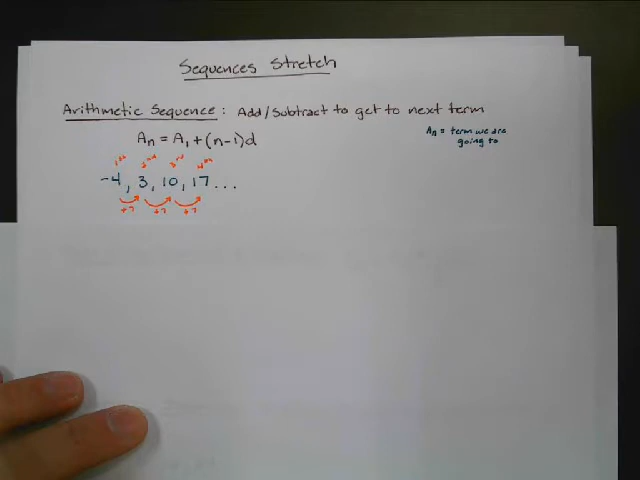 Sequences Stretch
Arithmetic Sequence: Add/Subtract to get to next term
An = A1 + (n-1)d
An = term we are
going to
1st 2nd 3rd 4th
-4, 3, 10, 17...
+7 +7 +7